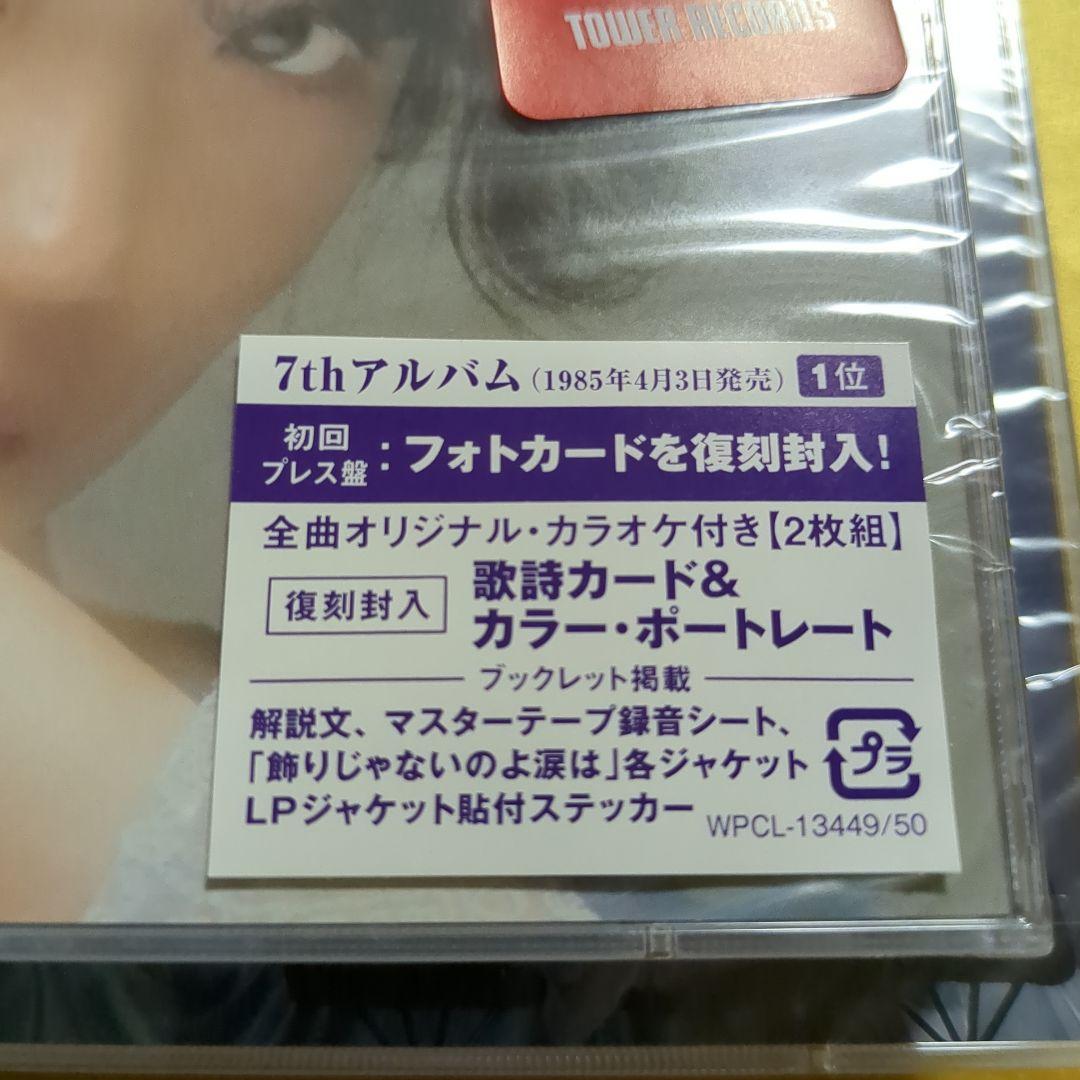 TOWER RECORDS
7thアルバム(1985年4月3日発売) 1位
初回プレス盤:フォトカードを復刻封入!
全曲オリジナル・カラオケ付き【2枚組】
復刻封入 歌詩カード&
カラー・ポートレート
ブックレット掲載
解説文、マスターテープ録音シート、
「飾りじゃないのよ涙は」各ジャケット
LPジャケット貼付ステッカー
プラ
WPCL-13449/50